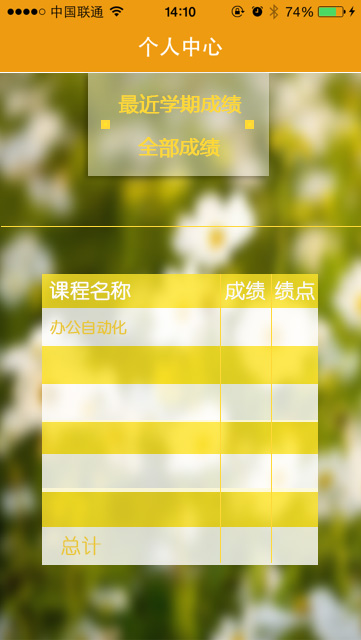 中国联通 14:10 74%
个人中心
最近学期成绩
全部成绩
课程名称 成绩 绩点
办公自动化
总计